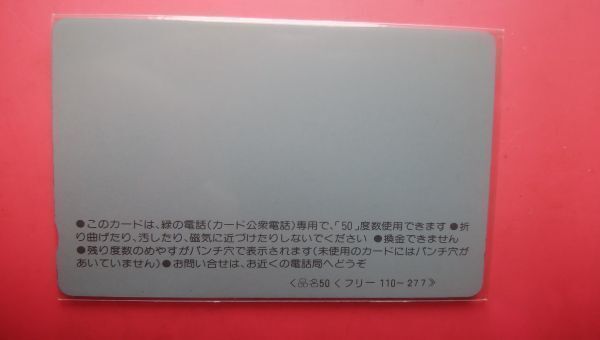 ●このカードは、緑の電話(カード公衆電話)専用で、「50」度数使用できます ●折
り曲げたり、汚したり、磁気に近づけたりしないでください ●換金できません
●残り度数のめやすがパンチ穴で表示されます(未使用のカードにはパンチ穴が
あいていません)●お問い合せは、お近くの電話局へどうぞ
《品名50くフリー 110-277》